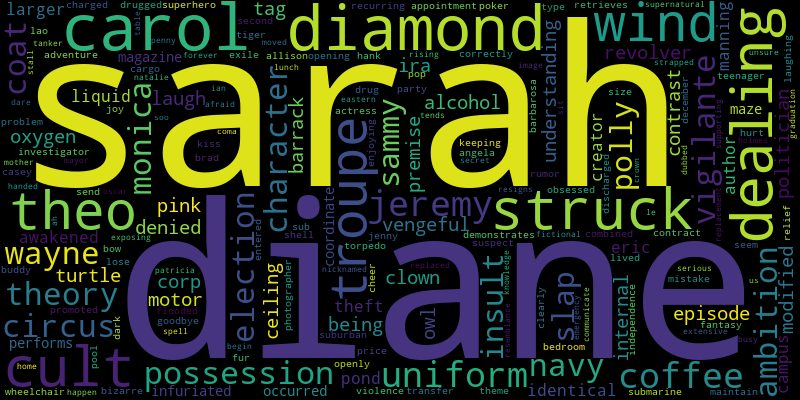 larger charged drugged superhero recurring appointment poker type retrieves supernatural
coat lao table carol tag second diamond wind manning
tanker penny tiger moved opening hank rising correctly revolver unsure
adventure forever exile allison pop party strapped laughing
stall magazine cargo natalie lunch ira image teenager
sarah
liquid laugh ian drug tends size december dealing
dare joy afraid actress eastern alcohol barbarosa contrast maze
problem soo character barrack sammy premise understanding creator polly dubbed vigilante politician
oxygen monica coma keeping hurt graduation
investigator kiss angela secret author
mother mayor brad enjoying rumor crown supporting
casey oscar resigns obsessed discharged
handed send pink troupe jeremy le replacement
theo denied sub coordinate vengeful struck contract relief
awakened exposing election entered shell jenny demonstrates fictional combined seem
bow suspect eric lived
wayne lose ceiling photographer torpedo cheer replaced knowledge serious us
buddy turtle patricia nicknamed clown insult resemblance mistake
theory corp diane internal independence fantasy modified
promoted motor flooded theft owl clearly slap emergency communicate episode ambition
circus dark goodbye being extensive busy
performs spell suburban
pool begin price bedroom campus
home cult fur openly navy
possession pond uniform coffee
wheelchair happen bizarre infuriated occurred violence transfer theme identical submarine maintain